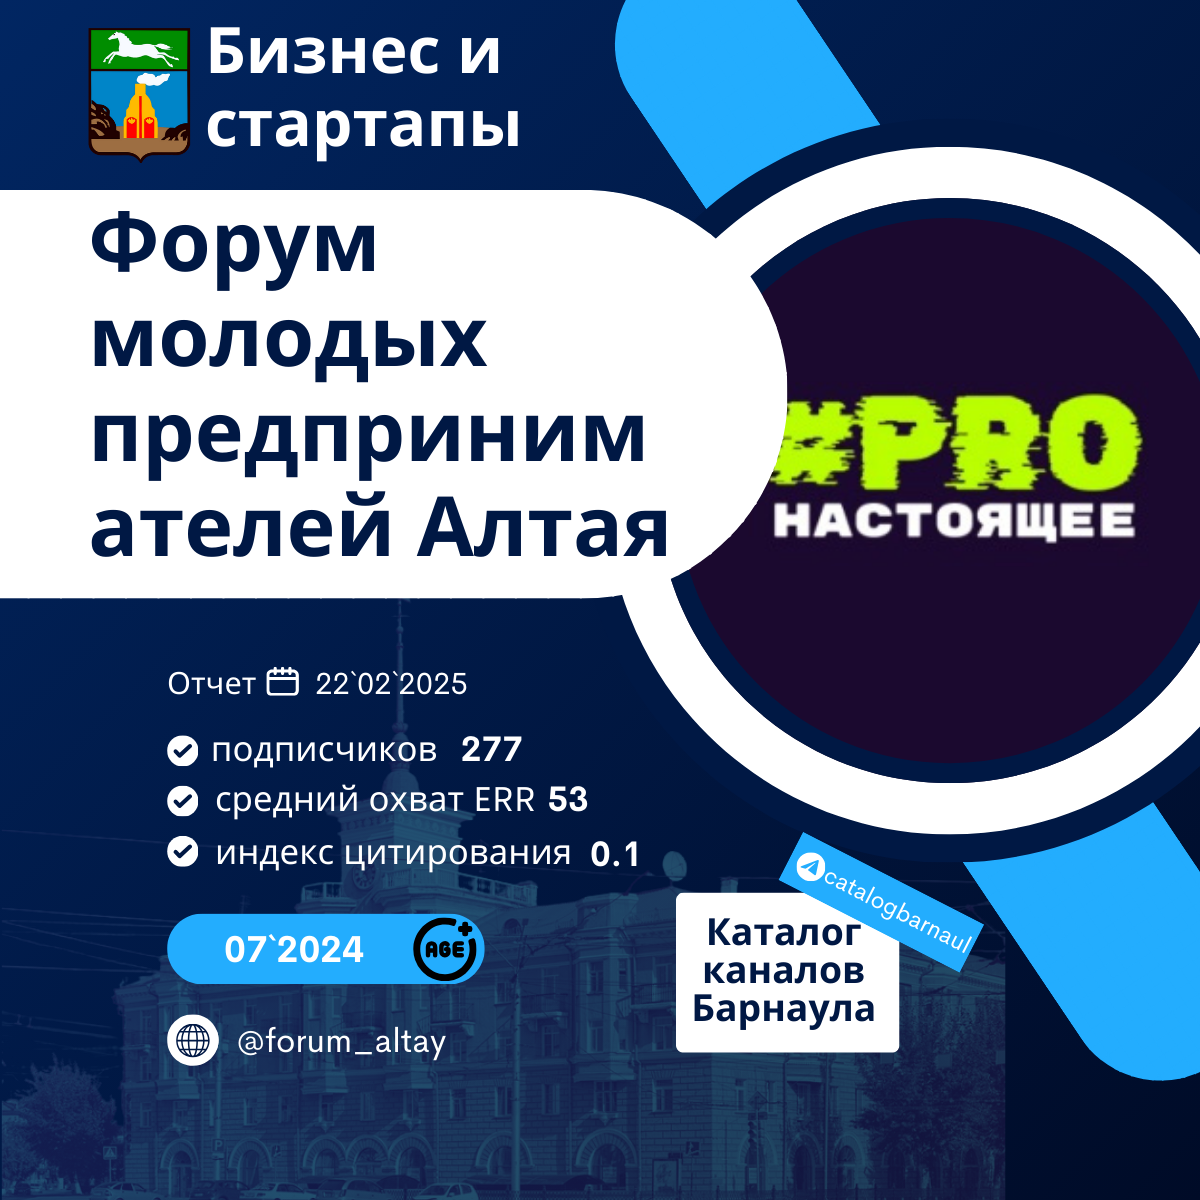 Бизнес и
стартапы
Форум
молодых
предприним
ателей Алтая
#PRO
НАСТОЯЩЕЕ
Отчет 22`02`2025
подписчиков 277
средний охват ERR 53
индекс цитирования 0.1
07`2024 AGE+
@forum_altay
catalogbarnaul
Каталог
каналов
Барнаула